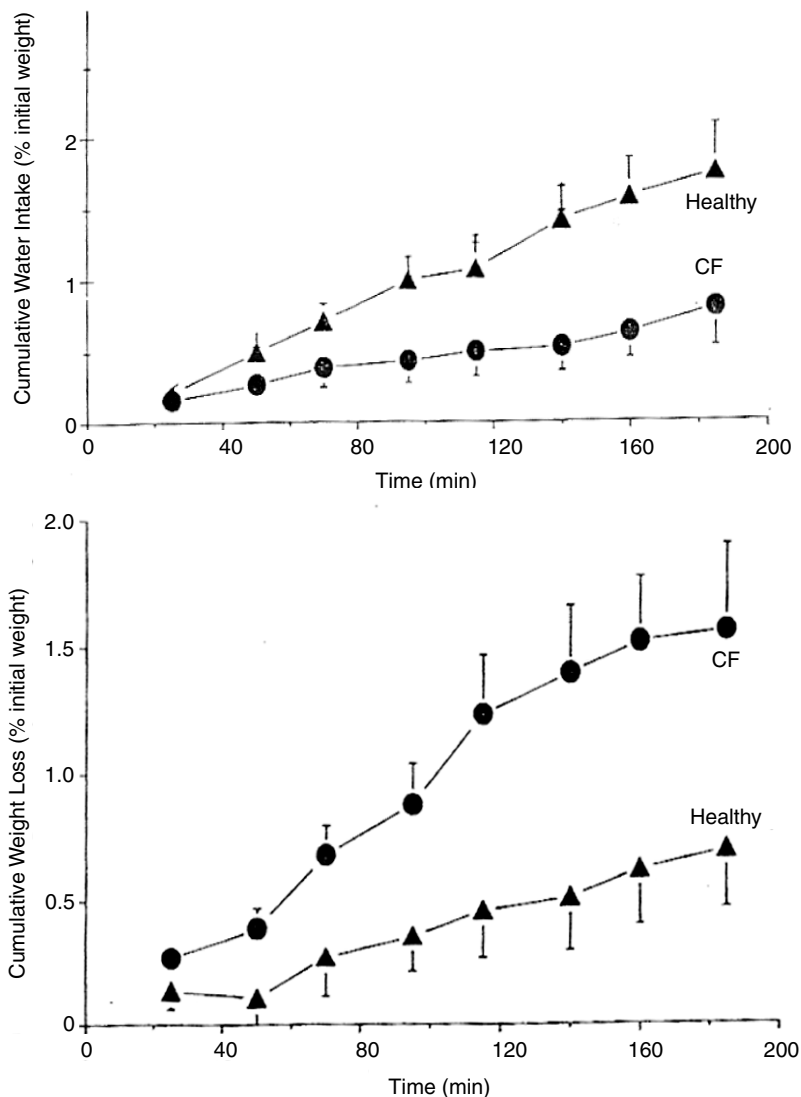 Cumulative Water Intake (% initial weight)
2
1
0
Healthy
CF
0
40
80
120
160
200
Time (min)
Cumulative Weight Loss (% initial weight)
2.0
1.5
1.0
0.5
0
CF
Healthy
0
40
80
120
160
200
Time (min)